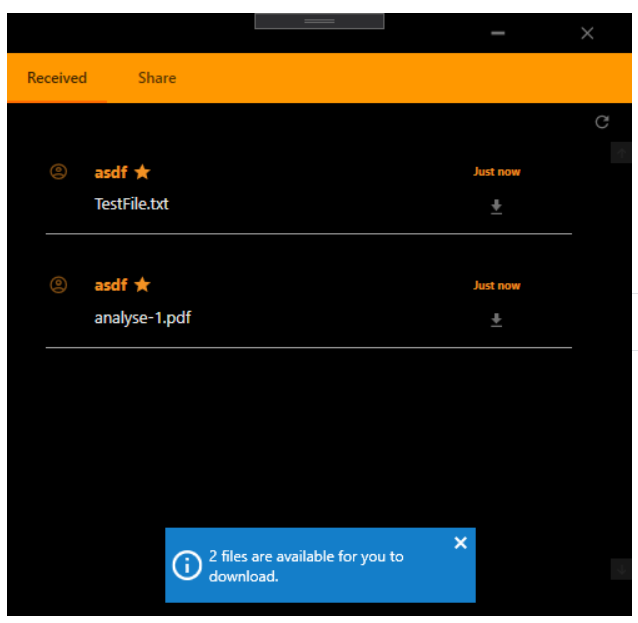 Received Share
asdf
Just now
TestFile.txt
asdf
Just now
analyse-1.pdf
2 files are available for you to
download.